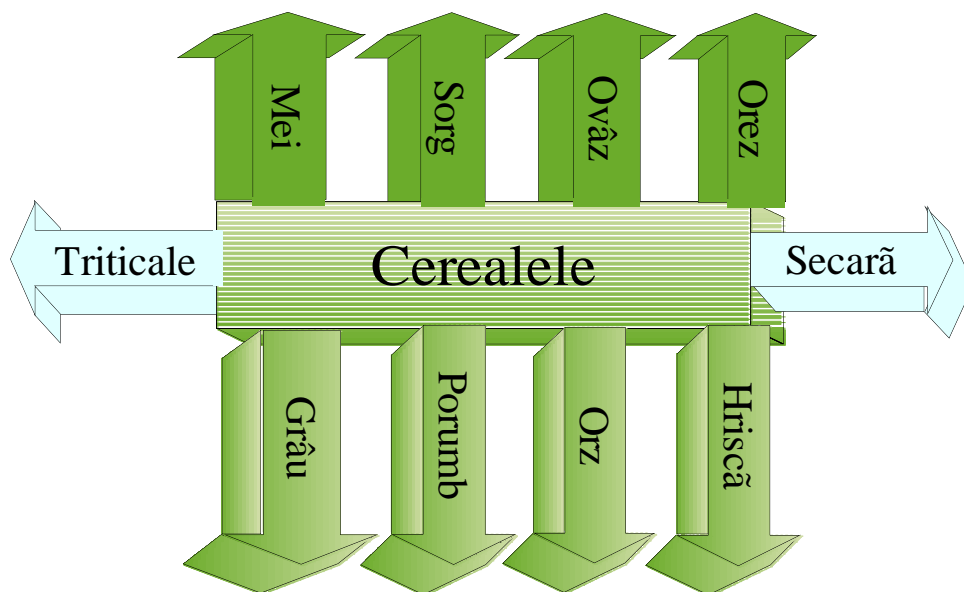 Mei
Sorg
Ovâz
Orez
Triticale
Cerealele
Secarã
Grâu
Porumb
Orz
Hriscã